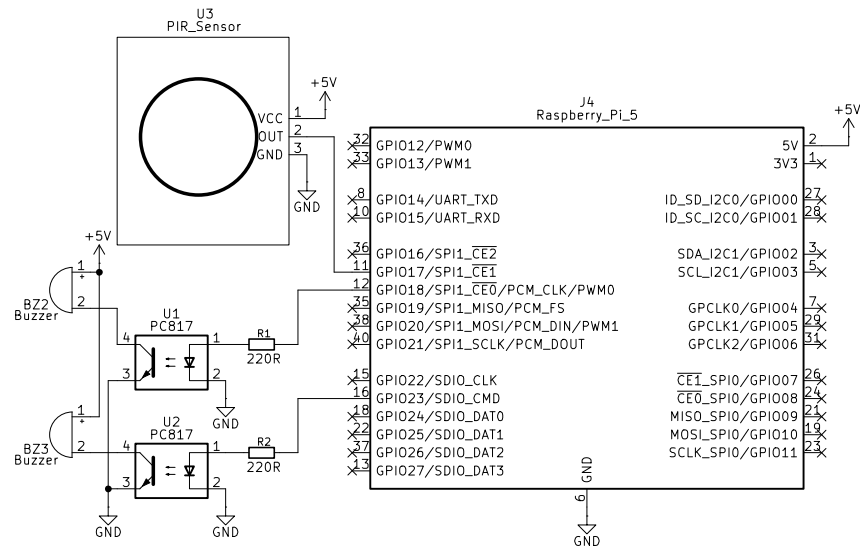 U3
PIR_Sensor
+5V
VCC 1
OUT 2
GND 3
GND
J4
Raspberry_Pi_5
+5V
32 GPIO12/PWM0
33 GPIO13/PWM1
8 GPIO14/UART_TXD
10 GPIO15/UART_RXD
36 GPIO16/SPI1_CE2
11 GPIO17/SPI1_CE1
12 GPIO18/SPI1_CE0/PCM_CLK/PWM0
35 GPIO19/SPI1_MISO/PCM_FS
38 GPIO20/SPI1_MOSI/PCM_DIN/PWM1
40 GPIO21/SPI1_SCLK/PCM_DOUT
15 GPIO22/SDIO_CLK
16 GPIO23/SDIO_CMD
18 GPIO24/SDIO_DAT0
22 GPIO25/SDIO_DAT1
37 GPIO26/SDIO_DAT2
13 GPIO27/SDIO_DAT3
5V 2
3V3 1
ID_SD_I2C0/GPIO00 27
ID_SC_I2C0/GPIO01 28
SDA_I2C1/GPIO02 3
SCL_I2C1/GPIO03 5
GPCLK0/GPIO04 7
GPCLK1/GPIO05 29
GPCLK2/GPIO06 31
CE1_SPI0/GPIO07 26
CE0_SPI0/GPIO08 24
MISO_SPI0/GPIO09 21
MOSI_SPI0/GPIO10 19
SCLK_SPI0/GPIO11 23
GND
6
GND
+5V
1
+
2
BZ2
Buzzer
U1
PC817
4
3
1
2
R1
220R
GND
1
+
2
BZ3
Buzzer
U2
PC817
4
3
1
2
R2
220R
GND
GND